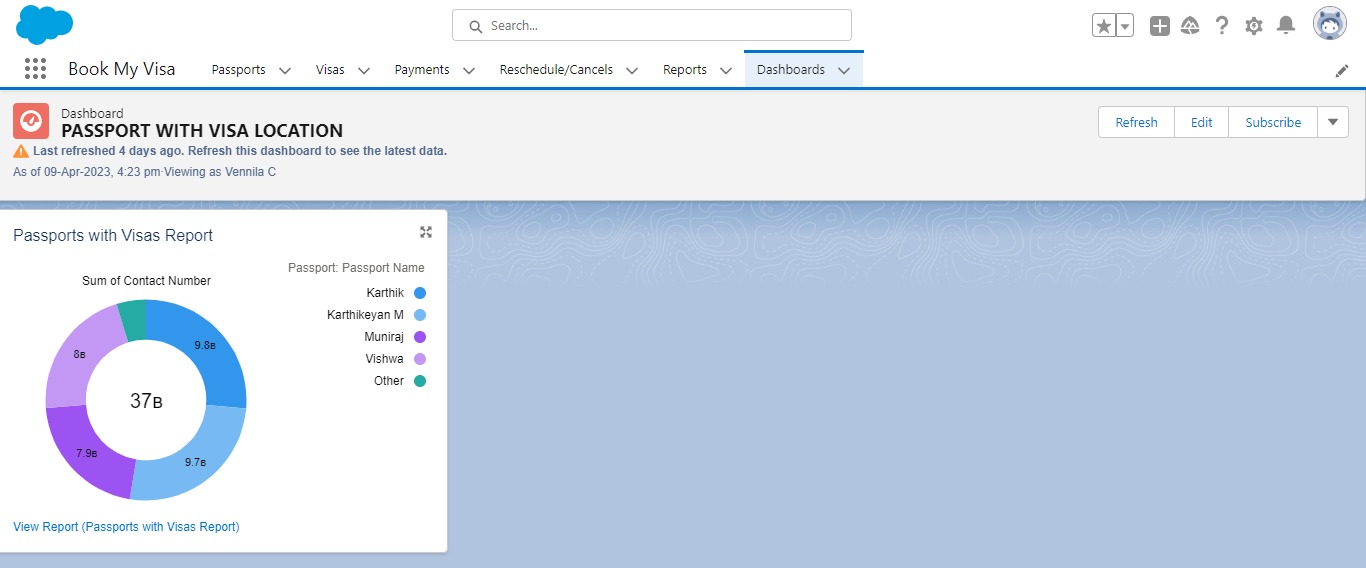 Search...
Book My Visa
Passports
Visas
Payments
Reschedule/Cancels
Reports
Dashboards
Dashboard
PASSPORT WITH VISA LOCATION
Last refreshed 4 days ago. Refresh this dashboard to see the latest data.
As of 09-Apr-2023, 4:23 pm·Viewing as Vennila C
Refresh
Edit
Subscribe
Passports with Visas Report
Sum of Contact Number
9.8B
8B
37B
7.9B
9.7B
Passport: Passport Name
Karthik
Karthikeyan M
Muniraj
Vishwa
Other
View Report (Passports with Visas Report)